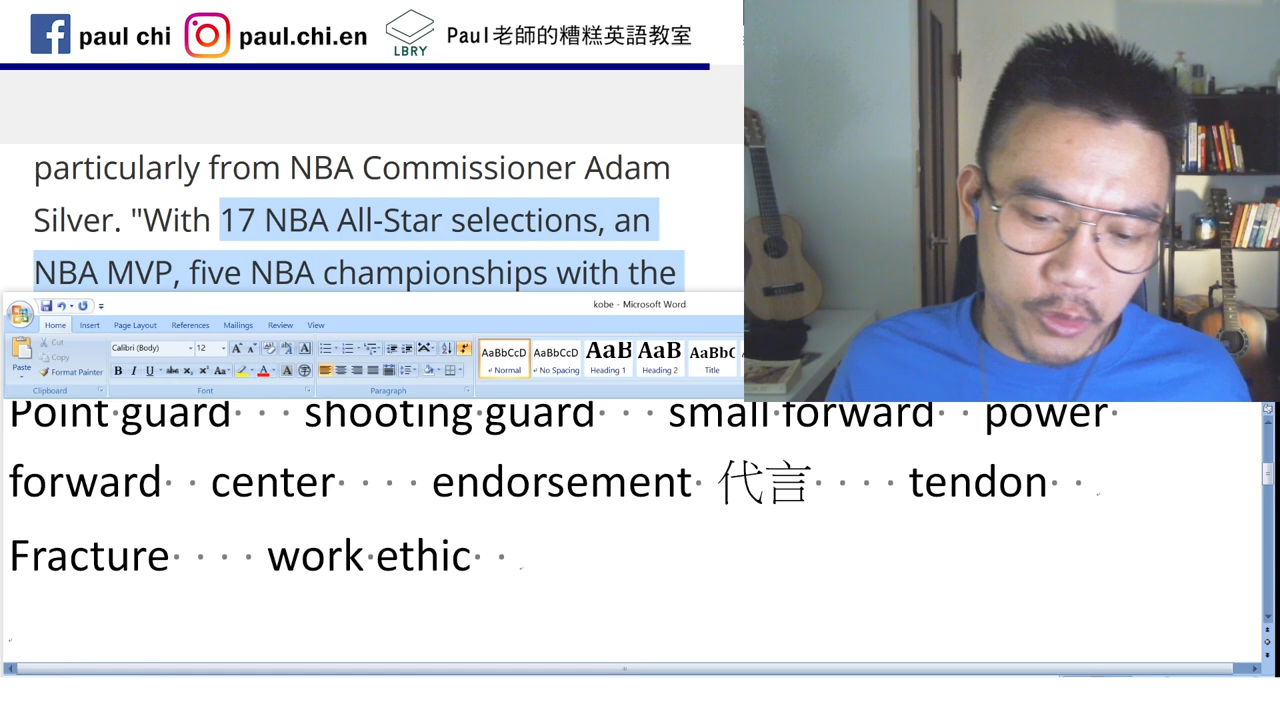 paul chi paul.chi.en LBRY Paul老師的糟糕英語教室
particularly from NBA Commissioner Adam
Silver. "With 17 NBA All-Star selections, an
NBA MVP, five NBA championships with the
kobe - Microsoft Word
Home Insert Page Layout References Mailings Review View
Paste Cut Copy Format Painter
Calibri (Body) 12
AaBbCcD AaBbCcD AaB AaB AaBbC
Normal No Spacing Heading 1 Heading 2 Title
Clipboard Font Paragraph
Point guard shooting guard small forward power
forward center endorsement 代言 tendon
Fracture work ethic